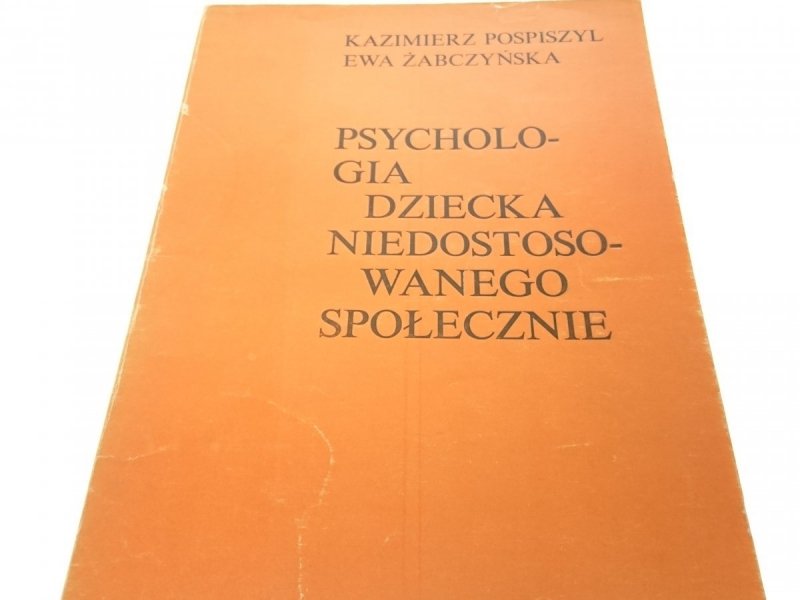 KAZIMIERZ POSPISZYL
EWA ŻABCZYŃSKA
PSYCHOLO-
GIA
DZIECKA
NIEDOSTOSO-
WANEGO
SPOŁECZNIE